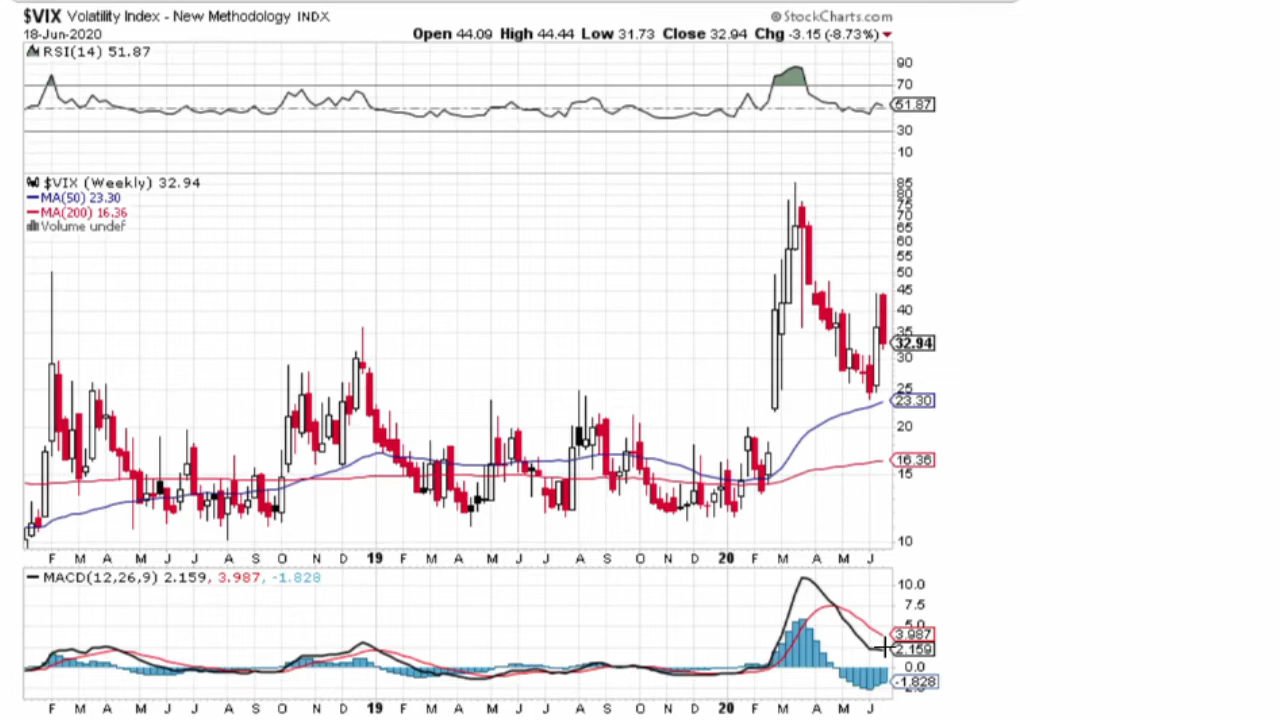 $VIX Volatility Index - New Methodology INDX
© StockCharts.com
18-Jun-2020
Open 44.09 High 44.44 Low 31.73 Close 32.94 Chg -3.15 (-8.73%)
RSI(14) 51.87
90
70
51.87
30
10
$VIX (Weekly) 32.94
MA(50) 23.30
MA(200) 16.36
Volume undef
85
80
75
70
65
60
55
50
45
40
35
32.94
30
25
23.30
20
16.36
15
10
F M A M J J A S O N D 19 F M A M J J A S O N D 20 F M A M J
MACD(12,26,9) 2.159, 3.987, -1.828
10.0
7.5
5.0
3.987
2.159
0.0
-1.828
F M A M J J A S O N D 19 F M A M J J A S O N D 20 F M A M J